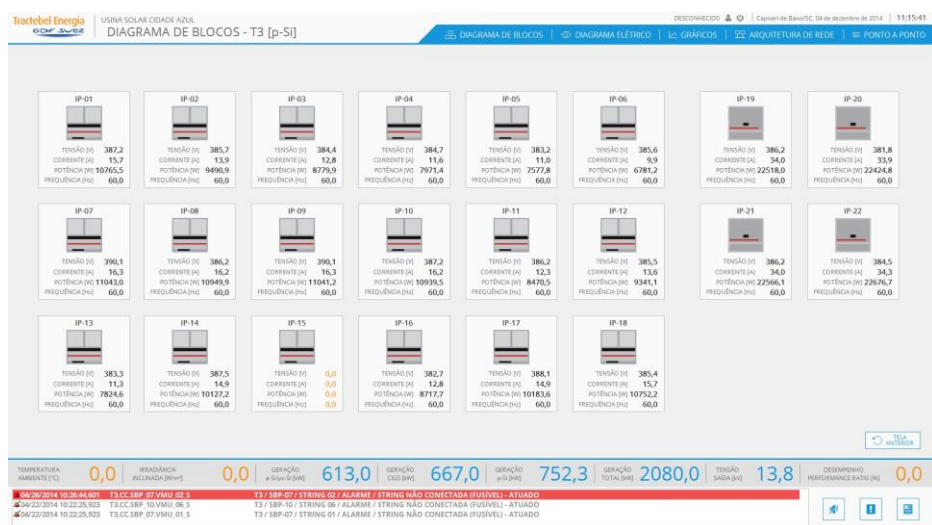 Tractebel Energia
GDF SUEZ
USINA SOLAR CIDADE AZUL
DIAGRAMA DE BLOCOS - T3 [p-Si]
DESCONHECIDO
Capivari de Baixo/SC, 04 de dezembro de 2014
11:15:41
DIAGRAMA DE BLOCOS
DIAGRAMA ELÉTRICO
GRÁFICOS
ARQUITETURA DE REDE
PONTO A PONTO
IP-01
TENSÃO [V] 387,2
CORRENTE [A] 15,7
POTÊNCIA [W] 10765,5
FREQUÊNCIA [Hz] 60,0
IP-02
TENSÃO [V] 385,7
CORRENTE [A] 13,9
POTÊNCIA [W] 9490,9
FREQUÊNCIA [Hz] 60,0
IP-03
TENSÃO [V] 384,4
CORRENTE [A] 12,8
POTÊNCIA [W] 8779,9
FREQUÊNCIA [Hz] 60,0
IP-04
TENSÃO [V] 384,7
CORRENTE [A] 11,6
POTÊNCIA [W] 7971,4
FREQUÊNCIA [Hz] 60,0
IP-05
TENSÃO [V] 383,2
CORRENTE [A] 11,0
POTÊNCIA [W] 7577,8
FREQUÊNCIA [Hz] 60,0
IP-06
TENSÃO [V] 385,6
CORRENTE [A] 9,9
POTÊNCIA [W] 6781,2
FREQUÊNCIA [Hz] 60,0
IP-19
TENSÃO [V] 386,2
CORRENTE [A] 34,0
POTÊNCIA [W] 22518,0
FREQUÊNCIA [Hz] 60,0
IP-20
TENSÃO [V] 381,8
CORRENTE [A] 33,9
POTÊNCIA [W] 22424,8
FREQUÊNCIA [Hz] 60,0
IP-07
TENSÃO [V] 390,1
CORRENTE [A] 16,3
POTÊNCIA [W] 11043,0
FREQUÊNCIA [Hz] 60,0
IP-08
TENSÃO [V] 386,2
CORRENTE [A] 16,2
POTÊNCIA [W] 10949,9
FREQUÊNCIA [Hz] 60,0
IP-09
TENSÃO [V] 390,1
CORRENTE [A] 16,3
POTÊNCIA [W] 11041,2
FREQUÊNCIA [Hz] 60,0
IP-10
TENSÃO [V] 387,2
CORRENTE [A] 16,2
POTÊNCIA [W] 10939,5
FREQUÊNCIA [Hz] 60,0
IP-11
TENSÃO [V] 386,2
CORRENTE [A] 12,3
POTÊNCIA [W] 8470,5
FREQUÊNCIA [Hz] 60,0
IP-12
TENSÃO [V] 385,5
CORRENTE [A] 13,6
POTÊNCIA [W] 9341,1
FREQUÊNCIA [Hz] 60,0
IP-21
TENSÃO [V] 386,2
CORRENTE [A] 34,0
POTÊNCIA [W] 22566,1
FREQUÊNCIA [Hz] 60,0
IP-22
TENSÃO [V] 384,5
CORRENTE [A] 34,3
POTÊNCIA [W] 22676,7
FREQUÊNCIA [Hz] 60,0
IP-13
TENSÃO [V] 383,3
CORRENTE [A] 11,3
POTÊNCIA [W] 7824,6
FREQUÊNCIA [Hz] 60,0
IP-14
TENSÃO [V] 387,5
CORRENTE [A] 14,9
POTÊNCIA [W] 10127,2
FREQUÊNCIA [Hz] 60,0
IP-15
TENSÃO [V] 0,0
CORRENTE [A] 0,0
POTÊNCIA [W] 0,0
FREQUÊNCIA [Hz] 0,0
IP-16
TENSÃO [V] 382,7
CORRENTE [A] 12,8
POTÊNCIA [W] 8717,7
FREQUÊNCIA [Hz] 60,0
IP-17
TENSÃO [V] 388,1
CORRENTE [A] 14,9
POTÊNCIA [W] 10183,6
FREQUÊNCIA [Hz] 60,0
IP-18
TENSÃO [V] 385,4
CORRENTE [A] 15,7
POTÊNCIA [W] 10752,2
FREQUÊNCIA [Hz] 60,0
TELA
ANTERIOR
TEMPERATURA
AMBIENTE [°C] 0,0
IRRADIÂNCIA
INCLINADA [W/m²] 0,0
GERAÇÃO
a-Si/μc-Si [kW] 613,0
GERAÇÃO
CIGS [kW] 667,0
GERAÇÃO
p-Si [kW] 752,3
GERAÇÃO
TOTAL [kW] 2080,0
TENSÃO
SAÍDA [kV] 13,8
DESEMPENHO
PERFORMANCE RATIO [%] 0,0
04/26/2014 10:26:44,601 T3.CC.SBP_07.VMU_02_S T3 / SBP-07 / STRING 02 / ALARME / STRING NÃO CONECTADA (FUSÍVEL) - ATUADO
04/22/2014 10:22:25,923 T3.CC.SBP_10.VMU_06_S T3 / SBP-10 / STRING 06 / ALARME / STRING NÃO CONECTADA (FUSÍVEL) - ATUADO
04/22/2014 10:22:25,923 T3.CC.SBP_07.VMU_01_S T3 / SBP-07 / STRING 01 / ALARME / STRING NÃO CONECTADA (FUSÍVEL) - ATUADO